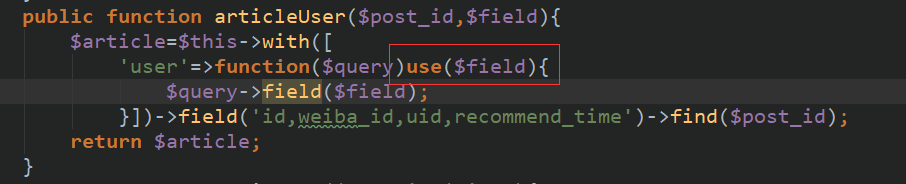 public function articleUser($post_id,$field){
$article=$this->with([
'user'=>function($query)use($field){
$query->field($field);
}])->field('id,weiba_id,uid,recommend_time')->find($post_id);
return $article;
}